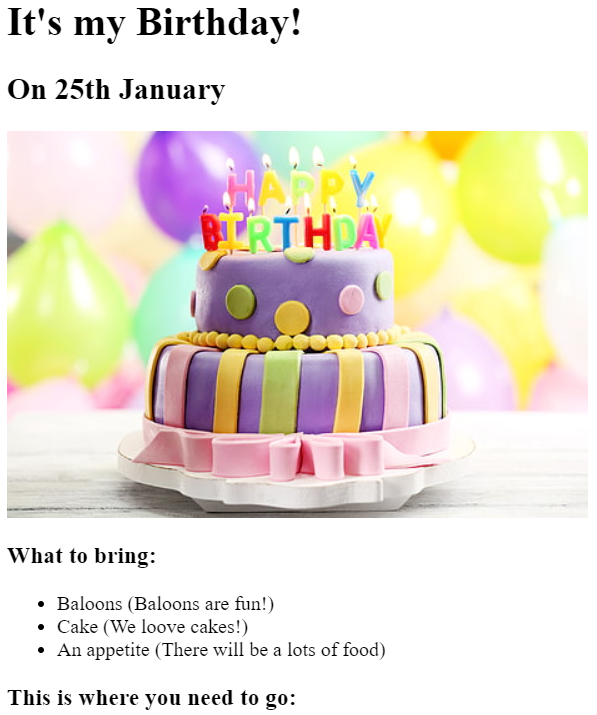 It's my Birthday!
On 25th January
HAPPY
BIRTHDAY
What to bring:
Baloons (Baloons are fun!)
Cake (We loove cakes!)
An appetite (There will be a lots of food)
This is where you need to go: